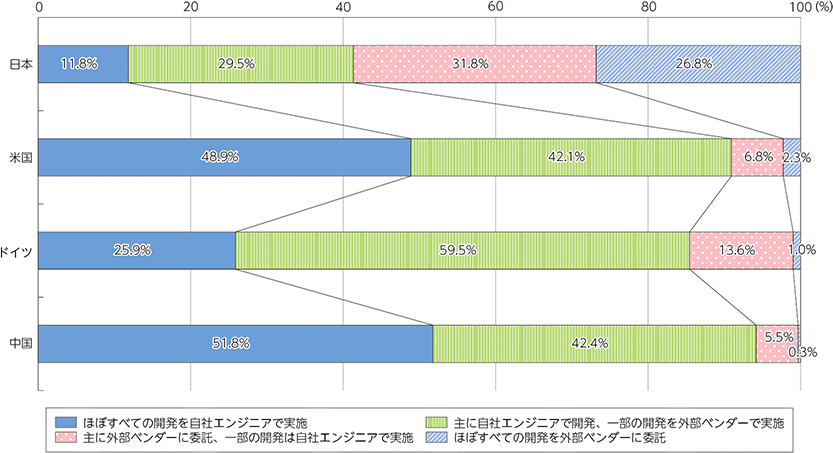 0 20 40 60 80 100 (%)
日本 11.8% 29.5% 31.8% 26.8%
米国 48.9% 42.1% 6.8% 2.3%
ドイツ 25.9% 59.5% 13.6% 1.0%
中国 51.8% 42.4% 5.5% 0.3%
ほぼすべての開発を自社エンジニアで実施 主に自社エンジニアで開発、一部の開発を外部ベンダーで実施
主に外部ベンダーに委託、一部の開発は自社エンジニアで実施 ほぼすべての開発を外部ベンダーに委託